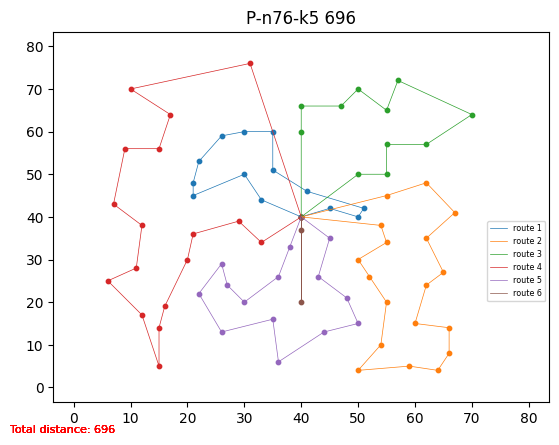 P-n76-k5 696
80
70
60
50
40
30
20
10
0
0 10 20 30 40 50 60 70 80
route 1
route 2
route 3
route 4
route 5
route 6
Total distance: 696